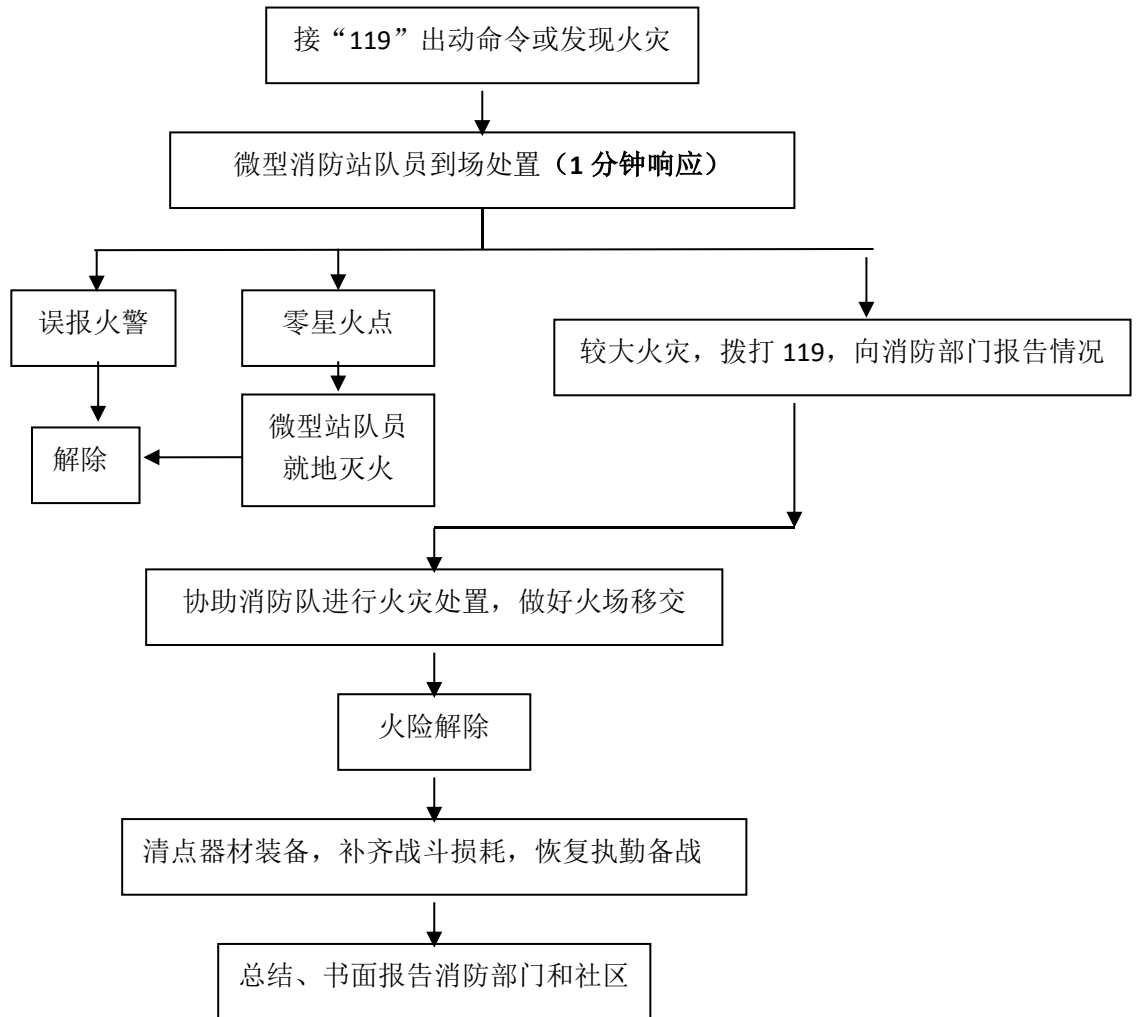 接“119”出动命令或发现火灾
微型消防站队员到场处置（1 分钟响应）
误报火警
零星火点
较大火灾，拨打 119，向消防部门报告情况
解除
微型站队员
就地灭火
协助消防队进行火灾处置，做好火场移交
火险解除
清点器材装备，补齐战斗损耗，恢复执勤备战
总结、书面报告消防部门和社区